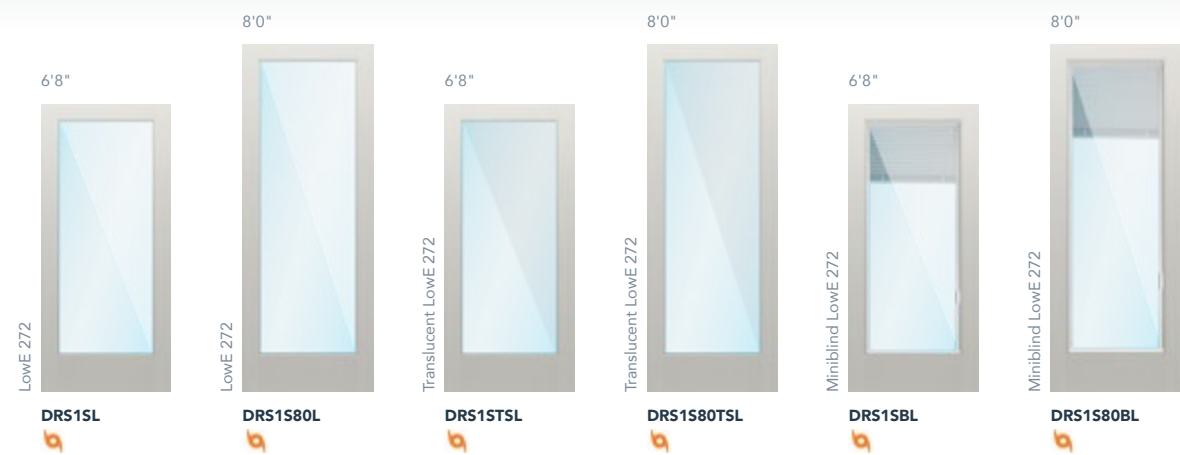 8'0"
8'0"
8'0"
6'8"
6'8"
6'8"
LowE 272
LowE 272
Translucent LowE 272
Translucent LowE 272
Miniblind LowE 272
Miniblind LowE 272
DRS1SL
DRS1S80L
DRS1STSL
DRS1S80TSL
DRS1SBL
DRS1S80BL